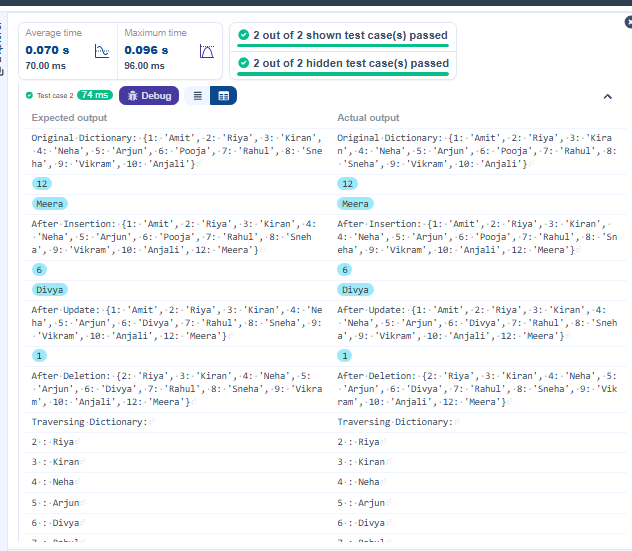 Average time
Maximum time
0.070 s
0.096 s
70.00 ms
96.00 ms
2 out of 2 shown test case(s) passed
2 out of 2 hidden test case(s) passed
Test case 2 74 ms Debug
Expected output
Actual output
Original·Dictionary:·{1:·'Amit',·2:·'Riya',·3:·'Kiran',
·4:·'Neha',·5:·'Arjun',·6:·'Pooja',·7:·'Rahul',·8:·'Sne
ha',·9:·'Vikram',·10:·'Anjali'}
Original·Dictionary:·{1:·'Amit',·2:·'Riya',·3:·'Kira
n',·4:·'Neha',·5:·'Arjun',·6:·'Pooja',·7:·'Rahul',·8:
·'Sneha',·9:·'Vikram',·10:·'Anjali'}
12
12
Meera
Meera
After·Insertion:·{1:·'Amit',·2:·'Riya',·3:·'Kiran',·4:
·'Neha',·5:·'Arjun',·6:·'Pooja',·7:·'Rahul',·8:·'Sneh
a',·9:·'Vikram',·10:·'Anjali',·12:·'Meera'}
After·Insertion:·{1:·'Amit',·2:·'Riya',·3:·'Kiran',·
4:·'Neha',·5:·'Arjun',·6:·'Pooja',·7:·'Rahul',·8:·'Sn
eha',·9:·'Vikram',·10:·'Anjali',·12:·'Meera'}
6
6
Divya
Divya
After·Update:·{1:·'Amit',·2:·'Riya',·3:·'Kiran',·4:·'Ne
ha',·5:·'Arjun',·6:·'Divya',·7:·'Rahul',·8:·'Sneha',·9:
·'Vikram',·10:·'Anjali',·12:·'Meera'}
After·Update:·{1:·'Amit',·2:·'Riya',·3:·'Kiran',·4:
·'Neha',·5:·'Arjun',·6:·'Divya',·7:·'Rahul',·8:·'Sneh
a',·9:·'Vikram',·10:·'Anjali',·12:·'Meera'}
1
1
After·Deletion:·{2:·'Riya',·3:·'Kiran',·4:·'Neha',·5:
·'Arjun',·6:·'Divya',·7:·'Rahul',·8:·'Sneha',·9:·'Vikra
m',·10:·'Anjali',·12:·'Meera'}
After·Deletion:·{2:·'Riya',·3:·'Kiran',·4:·'Neha',·5:
·'Arjun',·6:·'Divya',·7:·'Rahul',·8:·'Sneha',·9:·'Vik
ram',·10:·'Anjali',·12:·'Meera'}
Traversing·Dictionary:
Traversing·Dictionary:
2·:·Riya
2·:·Riya
3·:·Kiran
3·:·Kiran
4·:·Neha
4·:·Neha
5·:·Arjun
5·:·Arjun
6·:·Divya
6·:·Divya